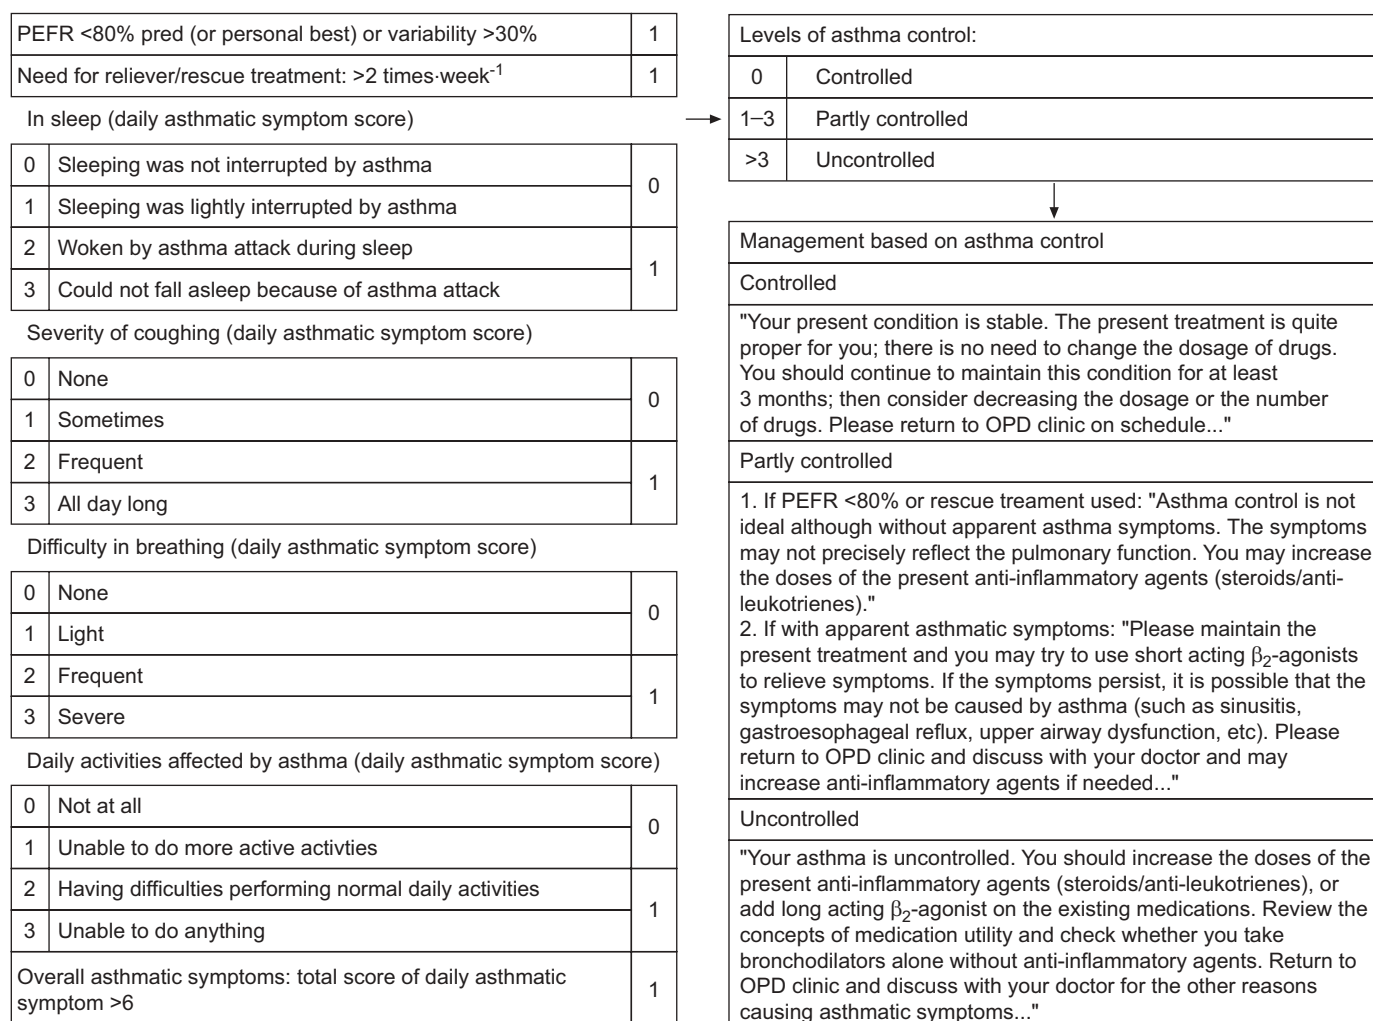 PEFR <80% pred (or personal best) or variability >30% 1
Need for reliever/rescue treatment: >2 times·week-1 1
In sleep (daily asthmatic symptom score)
0 Sleeping was not interrupted by asthma
0
1 Sleeping was lightly interrupted by asthma
2 Woken by asthma attack during sleep
1
3 Could not fall asleep because of asthma attack
Severity of coughing (daily asthmatic symptom score)
0 None
0
1 Sometimes
2 Frequent
1
3 All day long
Difficulty in breathing (daily asthmatic symptom score)
0 None
0
1 Light
2 Frequent
1
3 Severe
Daily activities affected by asthma (daily asthmatic symptom score)
0 Not at all
0
1 Unable to do more active activties
2 Having difficulties performing normal daily activities
1
3 Unable to do anything
Overall asthmatic symptoms: total score of daily asthmatic
symptom >6
1
Levels of asthma control:
0 Controlled
1–3 Partly controlled
>3 Uncontrolled
Management based on asthma control
Controlled
"Your present condition is stable. The present treatment is quite
proper for you; there is no need to change the dosage of drugs.
You should continue to maintain this condition for at least
3 months; then consider decreasing the dosage or the number
of drugs. Please return to OPD clinic on schedule..."
Partly controlled
1. If PEFR <80% or rescue treament used: "Asthma control is not
ideal although without apparent asthma symptoms. The symptoms
may not precisely reflect the pulmonary function. You may increase
the doses of the present anti-inflammatory agents (steroids/anti-
leukotrienes)."
2. If with apparent asthmatic symptoms: "Please maintain the
present treatment and you may try to use short acting β2-agonists
to relieve symptoms. If the symptoms persist, it is possible that the
symptoms may not be caused by asthma (such as sinusitis,
gastroesophageal reflux, upper airway dysfunction, etc). Please
return to OPD clinic and discuss with your doctor and may
increase anti-inflammatory agents if needed..."
Uncontrolled
"Your asthma is uncontrolled. You should increase the doses of the
present anti-inflammatory agents (steroids/anti-leukotrienes), or
add long acting β2-agonist on the existing medications. Review the
concepts of medication utility and check whether you take
bronchodilators alone without anti-inflammatory agents. Return to
OPD clinic and discuss with your doctor for the other reasons
causing asthmatic symptoms..."